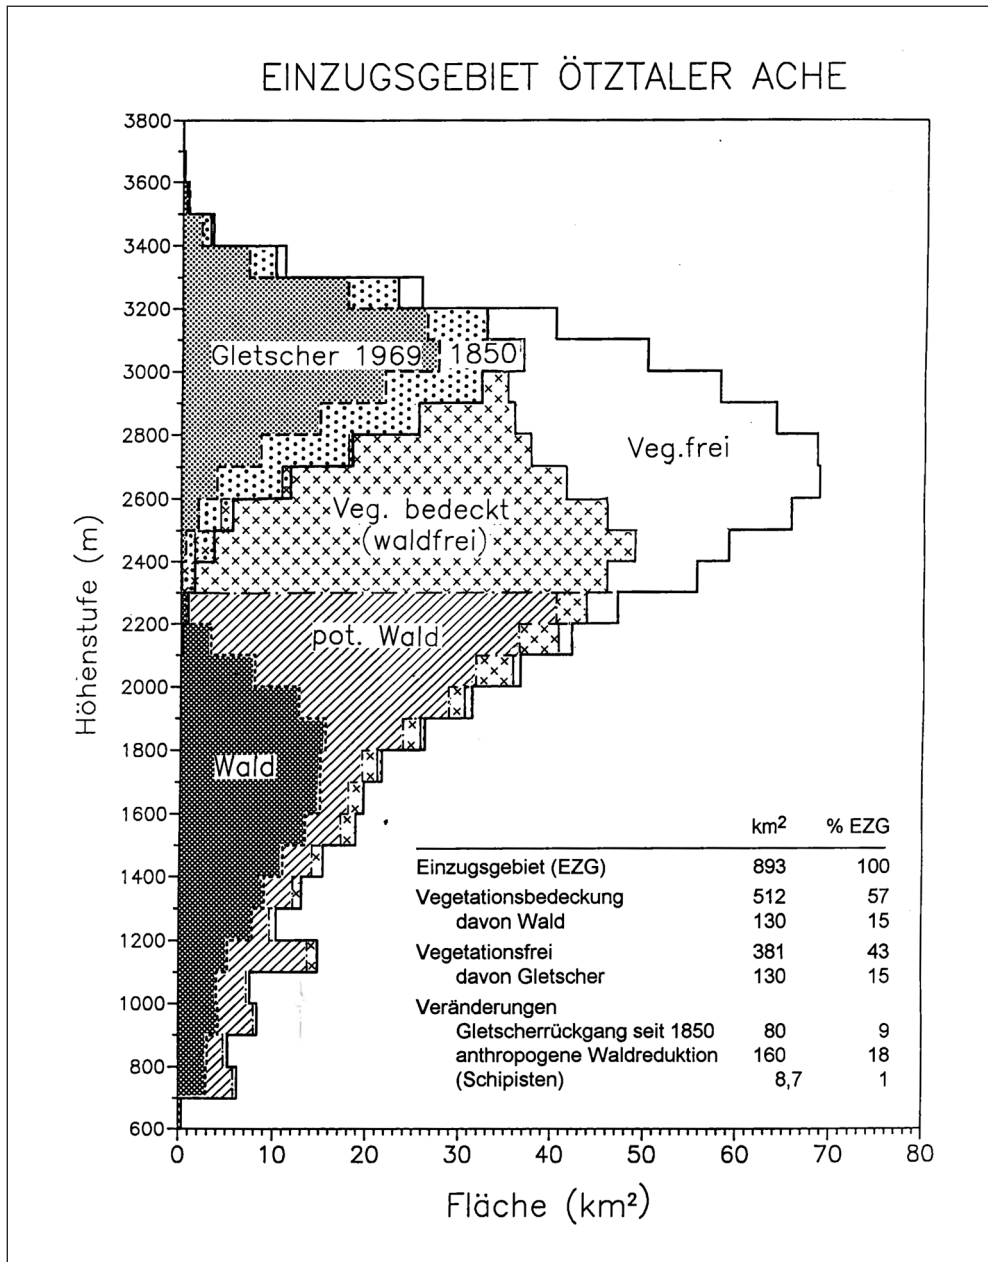 EINZUGSGEBIET ÖTZTALER ACHE
3800
3600
3400
3200
3000
2800
2600
2400
2200
2000
1800
1600
1400
1200
1000
800
600
Höhenstufe (m)
Gletscher 1969
1850
Veg.frei
Veg. bedeckt
(waldfrei)
pot. Wald
Wald
km² % EZG
Einzugsgebiet (EZG) 893 100
Vegetationsbedeckung 512 57
davon Wald 130 15
Vegetationsfrei 381 43
davon Gletscher 130 15
Veränderungen
Gletscherrückgang seit 1850 80 9
anthropogene Waldreduktion 160 18
(Schipisten) 8,7 1
0 10 20 30 40 50 60 70 80
Fläche (km²)